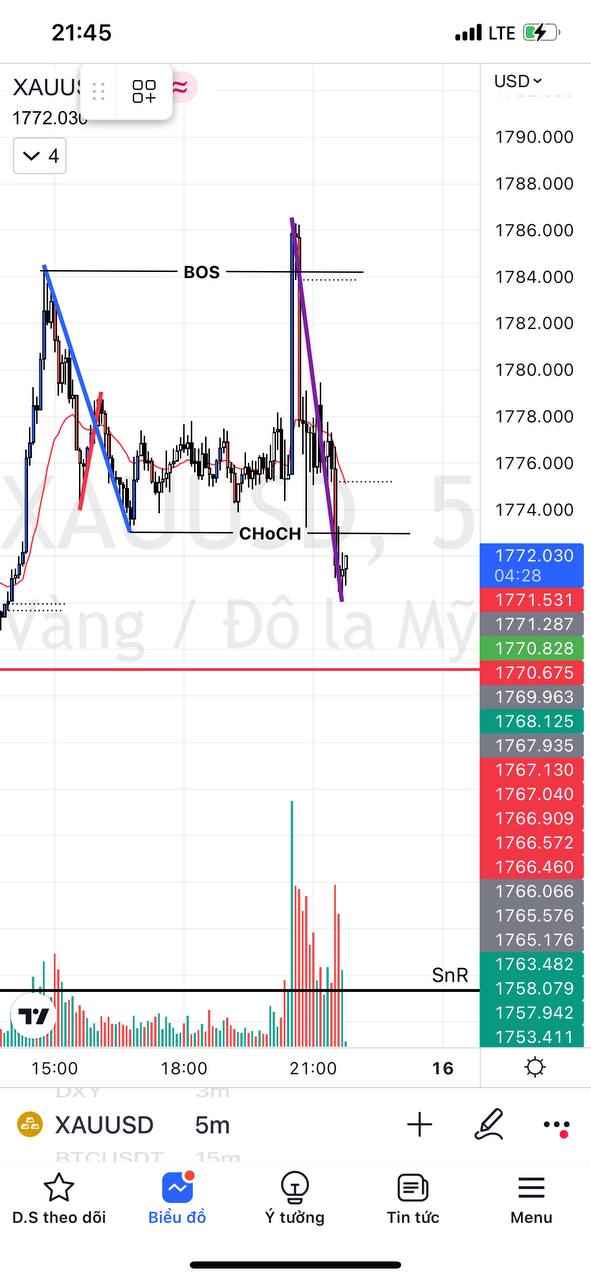 21:45
LTE
XAUUS
USD
1772.030
4
1790.000
1788.000
1786.000
BOS
1784.000
1782.000
1780.000
1778.000
1776.000
XAUUSD, 5
1774.000
CHoCH
1772.030
04:28
Vàng / Đô la Mỹ
1771.531
1771.287
1770.828
1770.675
1769.963
1768.125
1767.935
1767.130
1767.040
1766.909
1766.572
1766.460
1766.066
1765.576
1765.176
1763.482
SnR
1758.079
1757.942
1753.411
15:00 18:00 21:00 16
DXY 3m
XAUUSD 5m
BTCUSDT 15m
D.S theo dõi Biểu đồ Ý tưởng Tin tức Menu